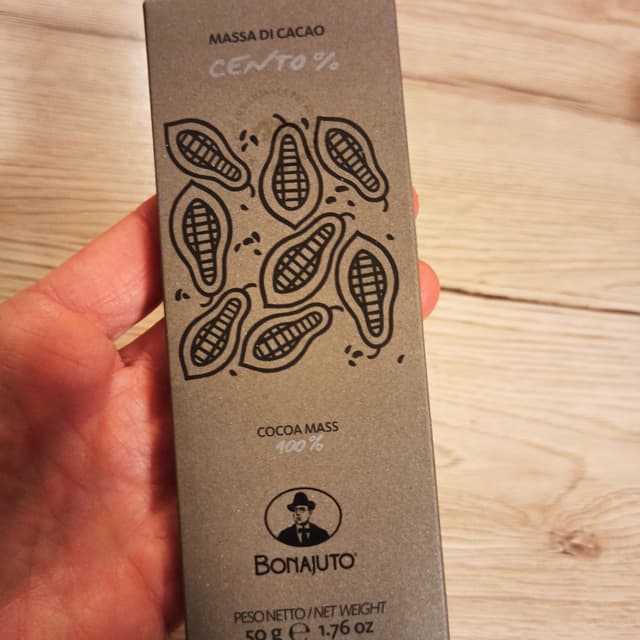 MASSA DI CACAO
CENTO%
COCOA MASS
100%
BONAJUTO
PESO NETTO / NET WEIGHT
50 g e 1.76 oz